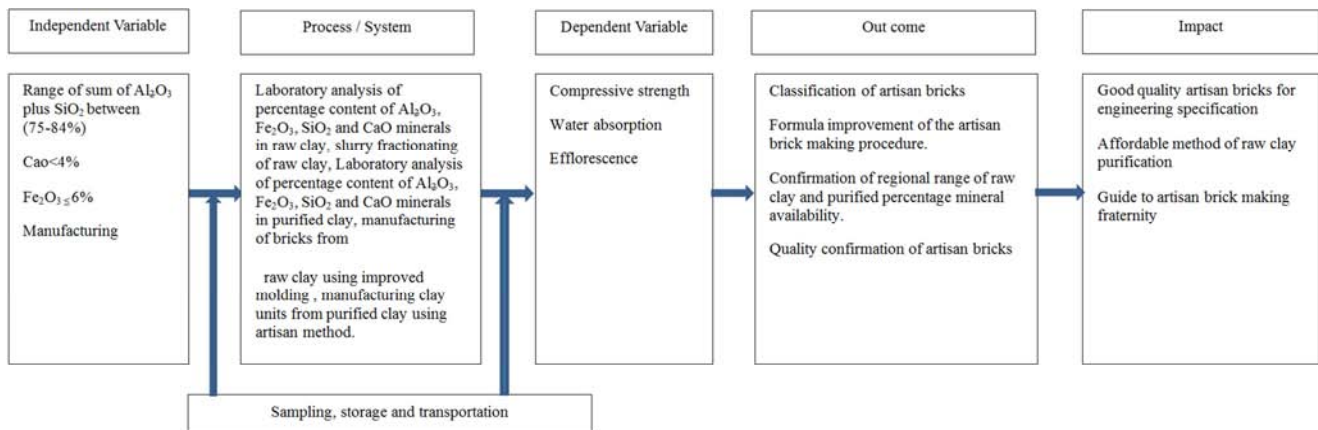 Independent Variable
Process / System
Dependent Variable
Out come
Impact
Range of sum of Al₂O₃
plus SiO₂ between
(75-84%)
Cao<4%
Fe₂O₃ ≤6%
Manufacturing
Laboratory analysis of
percentage content of Al₂O₃,
Fe₂O₃, SiO₂ and CaO minerals
in raw clay, slurry fractionating
of raw clay, Laboratory analysis
of percentage content of Al₂O₃,
Fe₂O₃, SiO₂ and CaO minerals
in purified clay, manufacturing
of bricks from
raw clay using improved
molding , manufacturing clay
units from purified clay using
artisan method.
Compressive strength
Water absorption
Efflorescence
Classification of artisan bricks
Formula improvement of the artisan
brick making procedure.
Confirmation of regional range of raw
clay and purified percentage mineral
availability.
Quality confirmation of artisan bricks
Good quality artisan bricks for
engineering specification
Affordable method of raw clay
purification
Guide to artisan brick making
fraternity
Sampling, storage and transportation